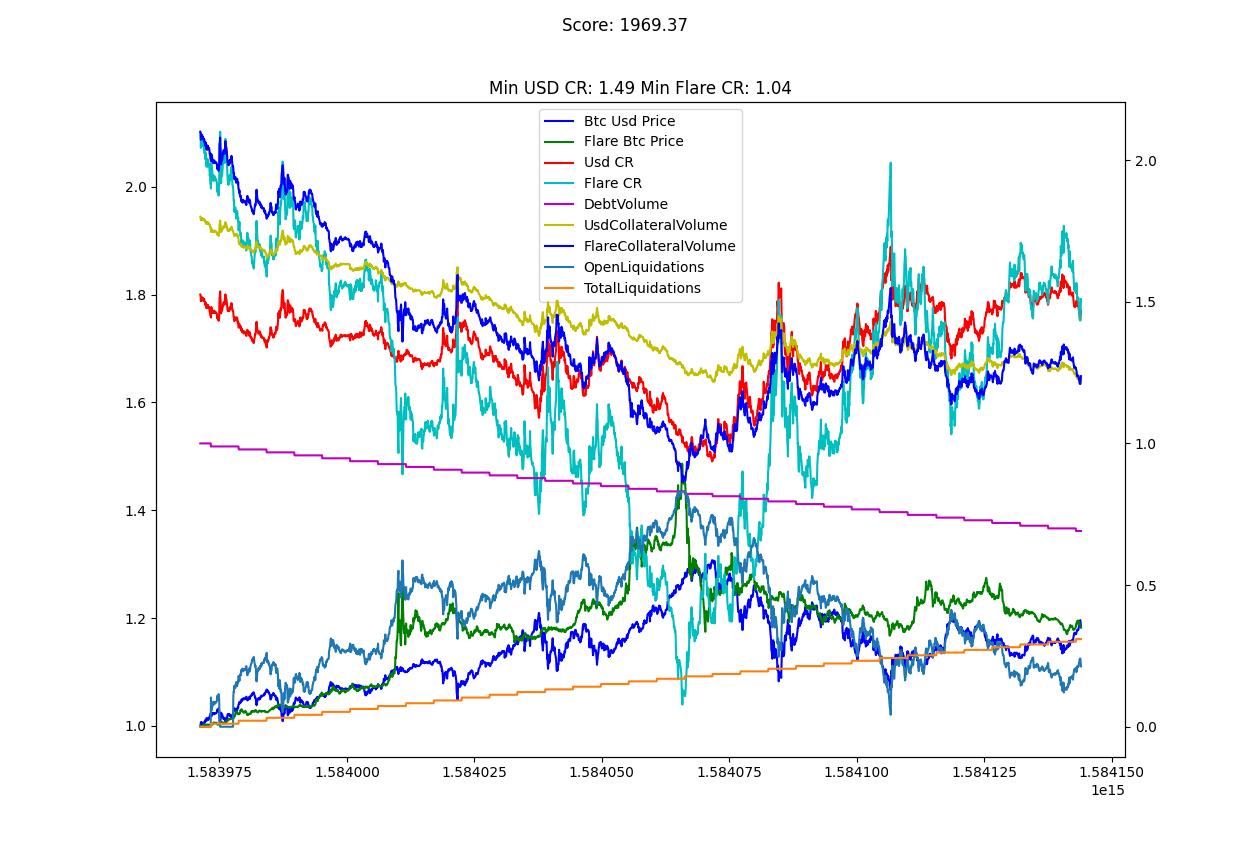 Score: 1969.37
Min USD CR: 1.49 Min Flare CR: 1.04
Btc Usd Price
Flare Btc Price
Usd CR
Flare CR
DebtVolume
UsdCollateralVolume
FlareCollateralVolume
OpenLiquidations
TotalLiquidations
2.0
1.8
1.6
1.4
1.2
1.0
2.0
1.5
1.0
0.5
0.0
1.583975 1.584000 1.584025 1.584050 1.584075 1.584100 1.584125 1.584150
1e15